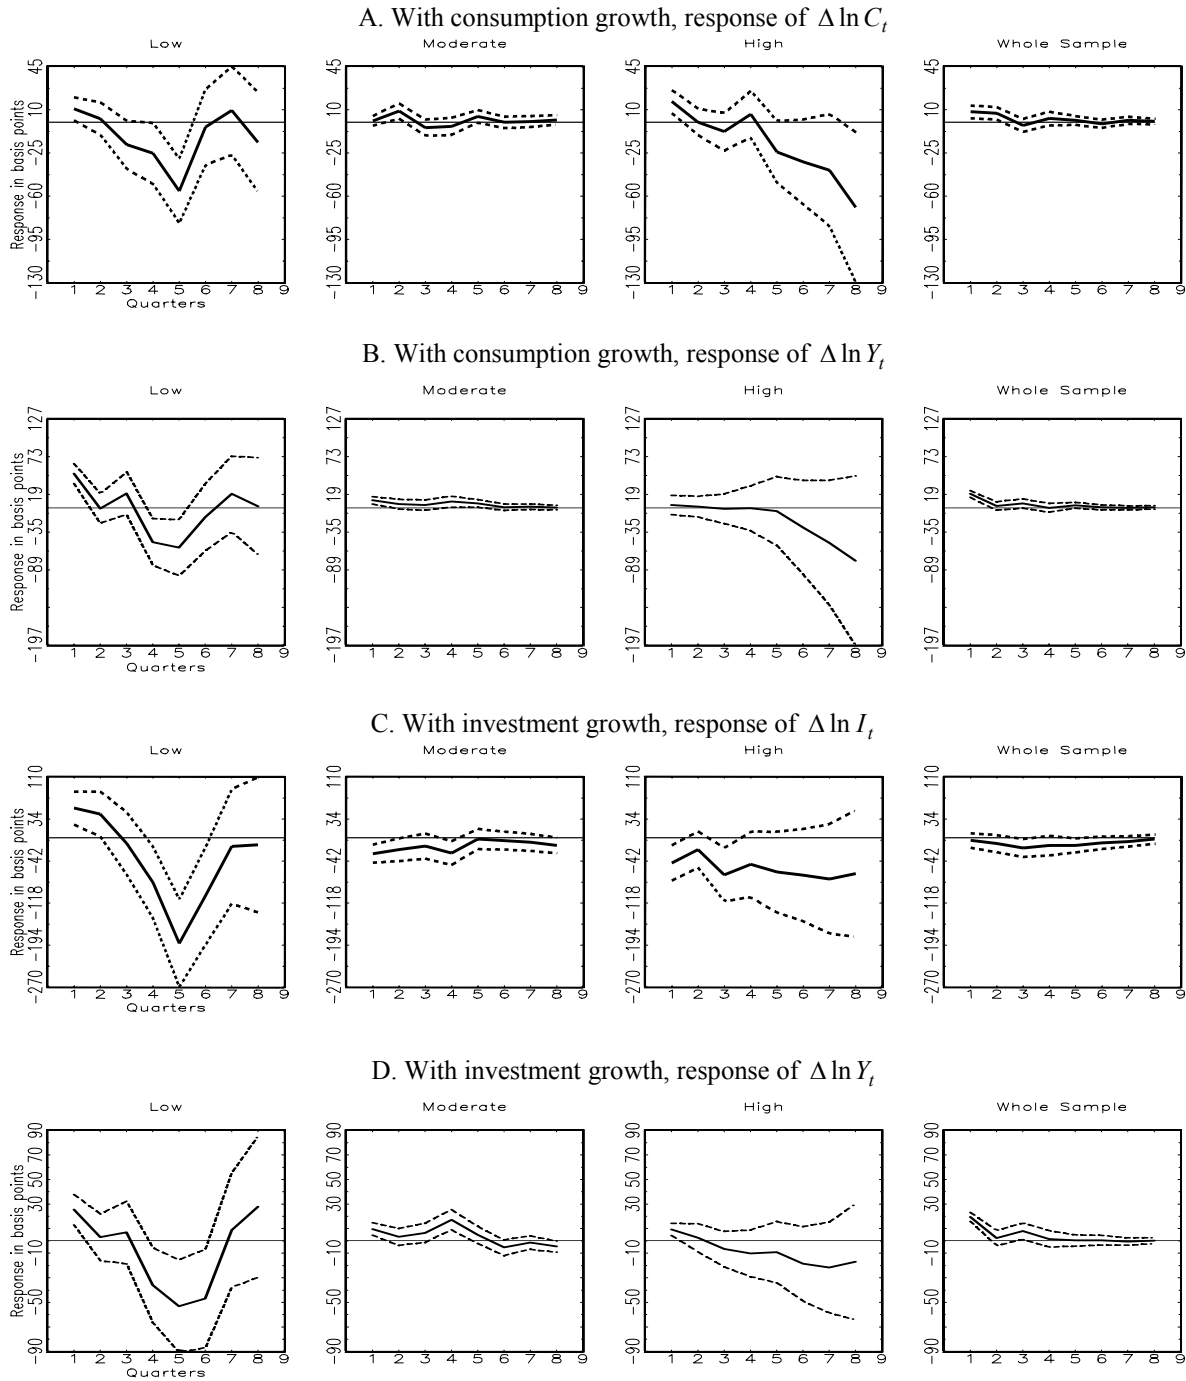 A. With consumption growth, response of Δ ln C_t
Low Moderate High Whole Sample
Response in basis points
45 10 -25 -60 -95 -130
45 10 -25 -60 -95 -130
45 10 -25 -60 -95 -130
45 10 -25 -60 -95 -130
1 2 3 4 5 6 7 8 9 1 2 3 4 5 6 7 8 9 1 2 3 4 5 6 7 8 9 1 2 3 4 5 6 7 8 9
Quarters
B. With consumption growth, response of Δ ln Y_t
Low Moderate High Whole Sample
Response in basis points
127 73 19 -35 -89 -197
127 73 19 -35 -89 -197
127 73 19 -35 -89 -197
127 73 19 -35 -89 -197
1 2 3 4 5 6 7 8 9 1 2 3 4 5 6 7 8 9 1 2 3 4 5 6 7 8 9 1 2 3 4 5 6 7 8 9
Quarters
C. With investment growth, response of Δ ln I_t
Low Moderate High Whole Sample
Response in basis points
110 34 -42 -118 -194 -270
110 34 -42 -118 -194 -270
110 34 -42 -118 -194 -270
110 34 -42 -118 -194 -270
1 2 3 4 5 6 7 8 9 1 2 3 4 5 6 7 8 9 1 2 3 4 5 6 7 8 9 1 2 3 4 5 6 7 8 9
Quarters
D. With investment growth, response of Δ ln Y_t
Low Moderate High Whole Sample
Response in basis points
90 70 50 30 -10 -50 -90
90 70 50 30 -10 -50 -90
90 70 50 30 -10 -50 -90
90 70 50 30 -10 -50 -90
1 2 3 4 5 6 7 8 9 1 2 3 4 5 6 7 8 9 1 2 3 4 5 6 7 8 9 1 2 3 4 5 6 7 8 9
Quarters